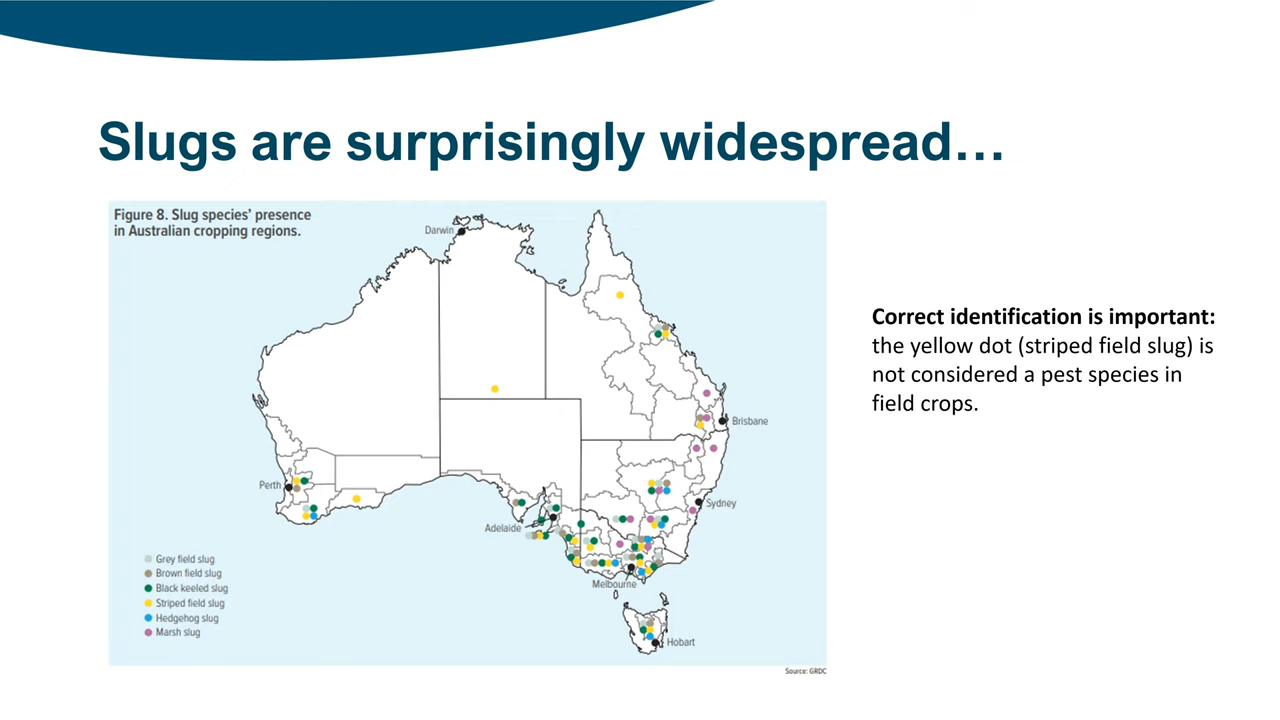 Slugs are surprisingly widespread...
Figure 8. Slug species' presence
in Australian cropping regions.
Darwin
Correct identification is important:
the yellow dot (striped field slug) is
not considered a pest species in
field crops.
Brisbane
Perth
Sydney
Adelaide
Melbourne
Grey field slug
Brown field slug
Black keeled slug
Striped field slug
Hedgehog slug
Marsh slug
Hobart
Source: GRDC